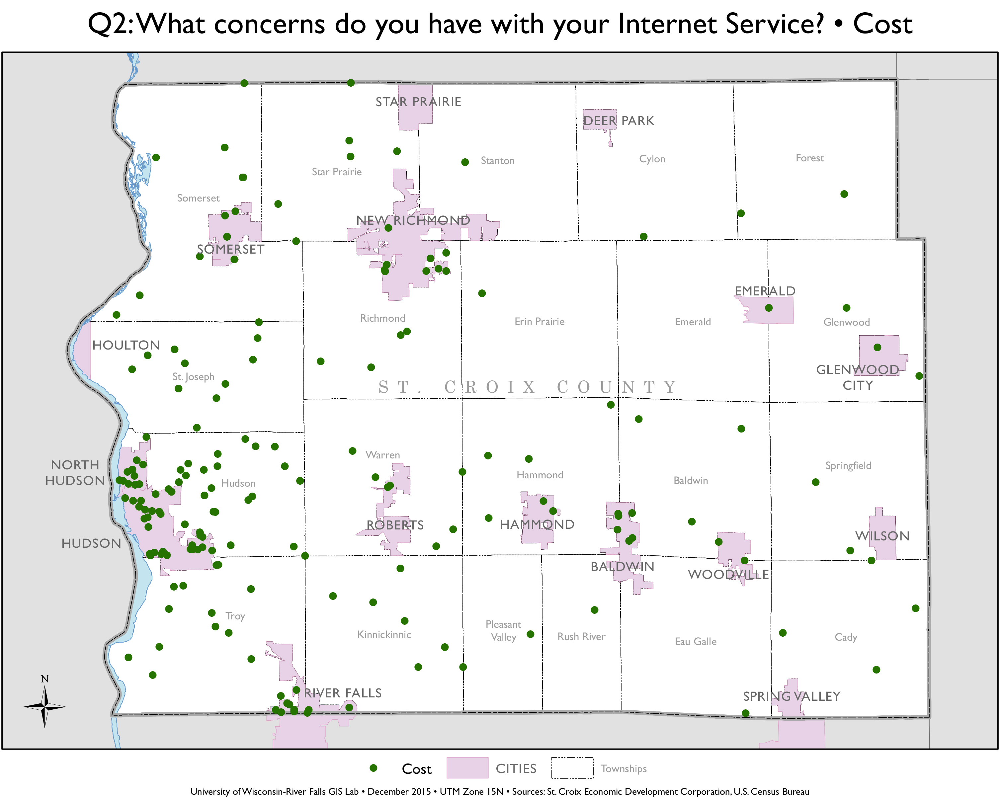 Q2: What concerns do you have with your Internet Service? • Cost
STAR PRAIRIE
DEER PARK
Stanton
Cylon
Forest
Star Prairie
Somerset
NEW RICHMOND
SOMERSET
EMERALD
Richmond
Erin Prairie
Emerald
Glenwood
HOULTON
St. Joseph
GLENWOOD
CITY
ST. CROIX COUNTY
Warren
NORTH
HUDSON
Hudson
Hammond
Baldwin
Springfield
ROBERTS
HAMMOND
WILSON
HUDSON
BALDWIN
WOODVILLE
Troy
Kinnickinnic
Pleasant
Valley
Rush River
Eau Galle
Cady
N
RIVER FALLS
SPRING VALLEY
Cost
CITIES
Townships
University of Wisconsin-River Falls GIS Lab • December 2015 • UTM Zone 15N • Sources: St. Croix Economic Development Corporation, U.S. Census Bureau